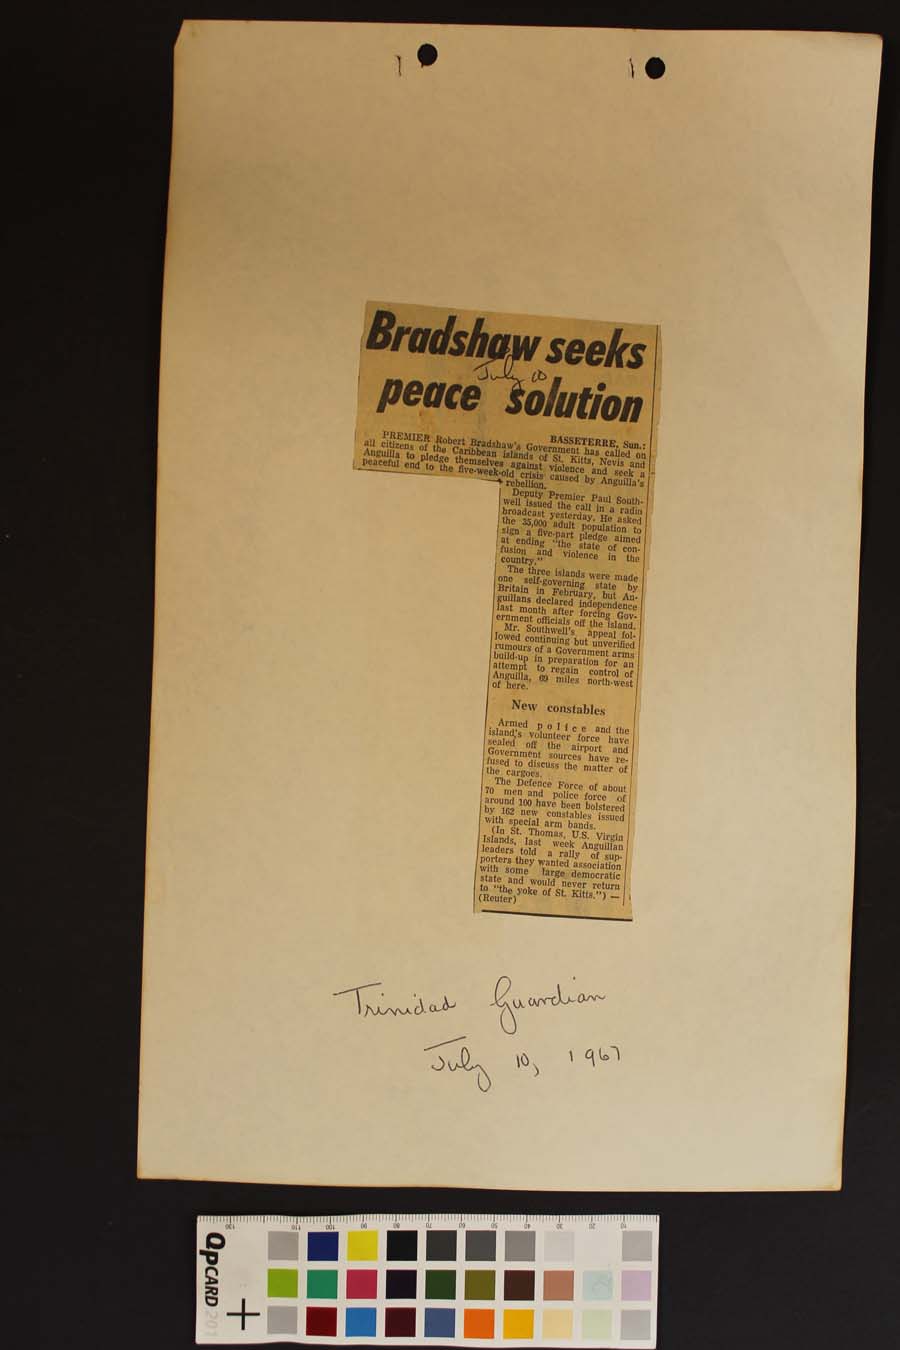 Bradshaw seeks
July 10
peace solution
BASSETERRE, Sun.:
PREMIER Robert Bradshaw's Government has called on
all citizens of the Caribbean islands of St. Kitts, Nevis and
Anguilla to pledge themselves against violence and seek a
peaceful end to the five-week-old crisis caused by Anguilla's
rebellion.
Deputy Premier Paul South-
well issued the call in a radio
broadcast yesterday. He asked
the 35,000 adult population to
sign a five-part pledge aimed
at ending "the state of con-
fusion and violence in the
country."
The three islands were made
one self-governing state by
Britain in February, but An-
guillans declared independence
last month after forcing Gov-
ernment officials off the island.
Mr. Southwell's appeal fol-
lowed continuing but unverified
rumours of a Government arms
build-up in preparation for an
attempt to regain control of
Anguilla, 69 miles north-west
of here.
New constables
Armed police and the
island's volunteer force have
sealed off the airport and
Government sources have re-
fused to discuss the matter of
the cargoes.
The Defence Force of about
70 men and police force of
around 100 have been bolstered
by 162 new constables issued
with special arm bands.
(In St. Thomas, U.S. Virgin
Islands, last week Anguillan
leaders told a rally of sup-
porters they wanted association
with some large democratic
state and would never return
to "the yoke of St. Kitts.") —
(Reuter)
Trinidad Guardian
July 10, 1967
130 110 100 90 80 70 60 50 40 30 20 10
QPCARD 201